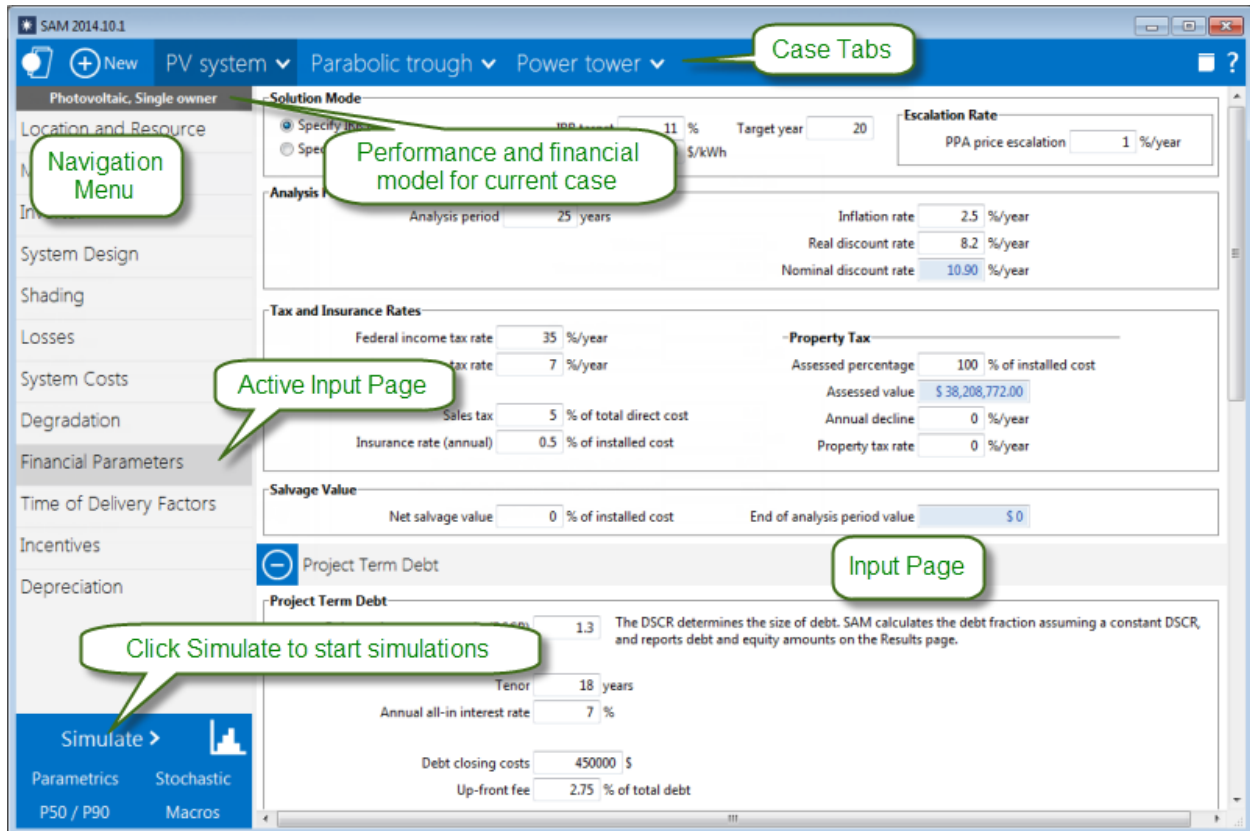 SAM 2014.10.1
New PV system Parabolic trough Power tower Case Tabs ?
Photovoltaic, Single owner
Location and Resource
Navigation
Menu
System Design
Shading
Losses
System Costs
Degradation
Financial Parameters
Time of Delivery Factors
Incentives
Depreciation
Active Input Page
Click Simulate to start simulations
Simulate >
Parametrics Stochastic
P50 / P90 Macros
Solution Mode
Specify IRR target 11 % Target year 20
$/kWh
Performance and financial
model for current case
Escalation Rate
PPA price escalation 1 %/year
Analysis
Analysis period 25 years
Inflation rate 2.5 %/year
Real discount rate 8.2 %/year
Nominal discount rate 10.90 %/year
Tax and Insurance Rates
Federal income tax rate 35 %/year
tax rate 7 %/year
Sales tax 5 % of total direct cost
Insurance rate (annual) 0.5 % of installed cost
Property Tax
Assessed percentage 100 % of installed cost
Assessed value $ 38,208,772.00
Annual decline 0 %/year
Property tax rate 0 %/year
Salvage Value
Net salvage value 0 % of installed cost End of analysis period value $ 0
Project Term Debt
Input Page
Project Term Debt
1.3 The DSCR determines the size of debt. SAM calculates the debt fraction assuming a constant DSCR,
and reports debt and equity amounts on the Results page.
Tenor 18 years
Annual all-in interest rate 7 %
Debt closing costs 450000 $
Up-front fee 2.75 % of total debt